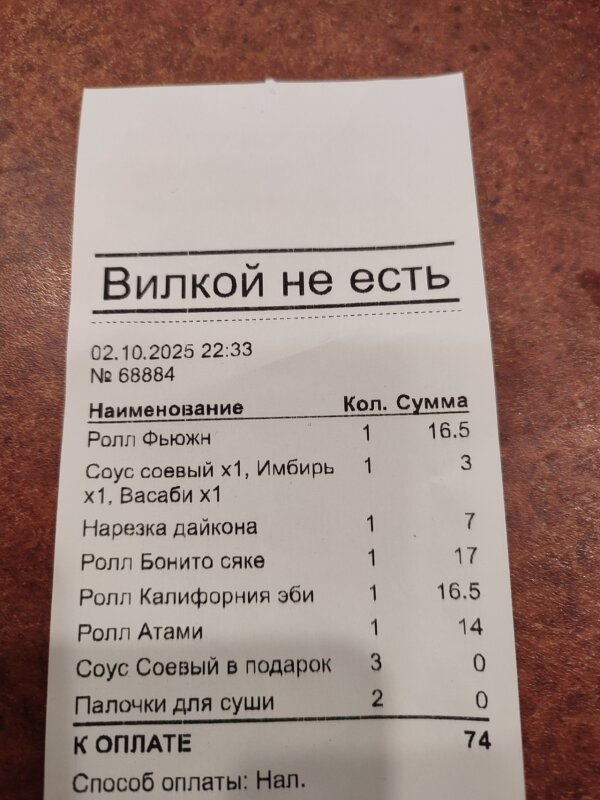 Вилкой не есть
02.10.2025 22:33
№ 68884
Наименование Кол. Сумма
Ролл Фьюжн 1 16.5
Соус соевый x1, Имбирь 1 3
x1, Васаби x1
Нарезка дайкона 1 7
Ролл Бонито сяке 1 17
Ролл Калифорния эби 1 16.5
Ролл Атами 1 14
Соус Соевый в подарок 3 0
Палочки для суши 2 0
К ОПЛАТЕ 74
Способ оплаты: Нал.